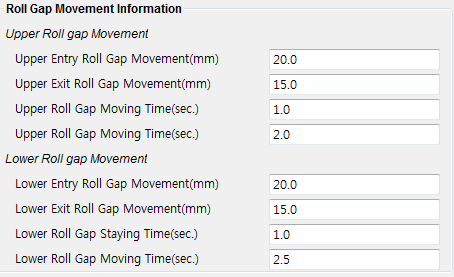 Roll Gap Movement Information
Upper Roll gap Movement
Upper Entry Roll Gap Movement(mm) 20.0
Upper Exit Roll Gap Movement(mm) 15.0
Upper Roll Gap Moving Time(sec.) 1.0
Upper Roll Gap Moving Time(sec.) 2.0
Lower Roll gap Movement
Lower Entry Roll Gap Movement(mm) 20.0
Lower Exit Roll Gap Movement(mm) 15.0
Lower Roll Gap Staying Time(sec.) 1.0
Lower Roll Gap Moving Time(sec.) 2.5